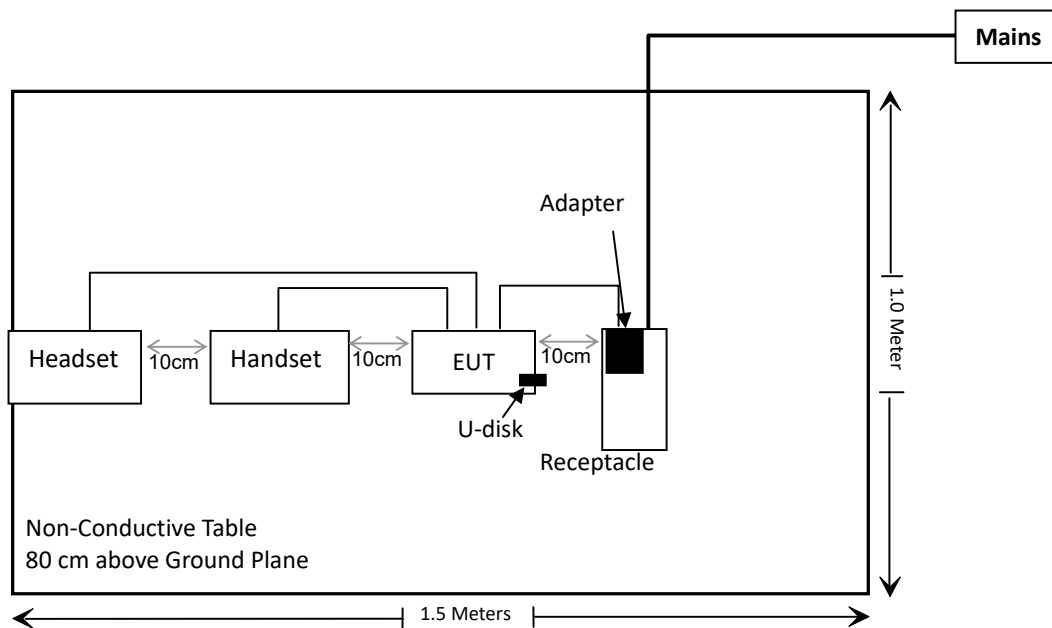 Mains
Adapter
1.0 Meter
Headset
10cm
Handset
10cm
EUT
10cm
U-disk
Receptacle
Non-Conductive Table
80 cm above Ground Plane
1.5 Meters